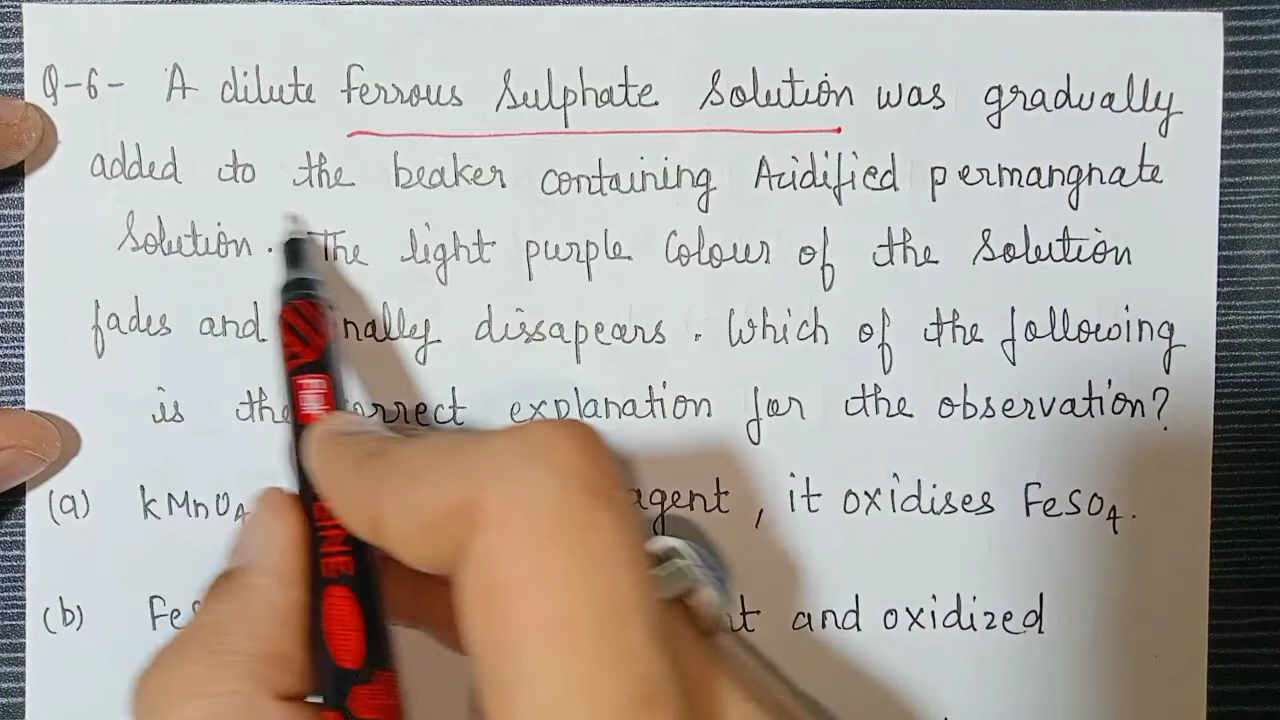 Q-6- A dilute ferrous Sulphate Solution was gradually
added to the beaker containing Acidified permangnate
Solution. The light purple Colour of the Solution
fades and nally dissapears. Which of the following
is the orrect explanation for the observation?
(a) KMnO4 agent, it oxidises FeSO4.
(b) and oxidized